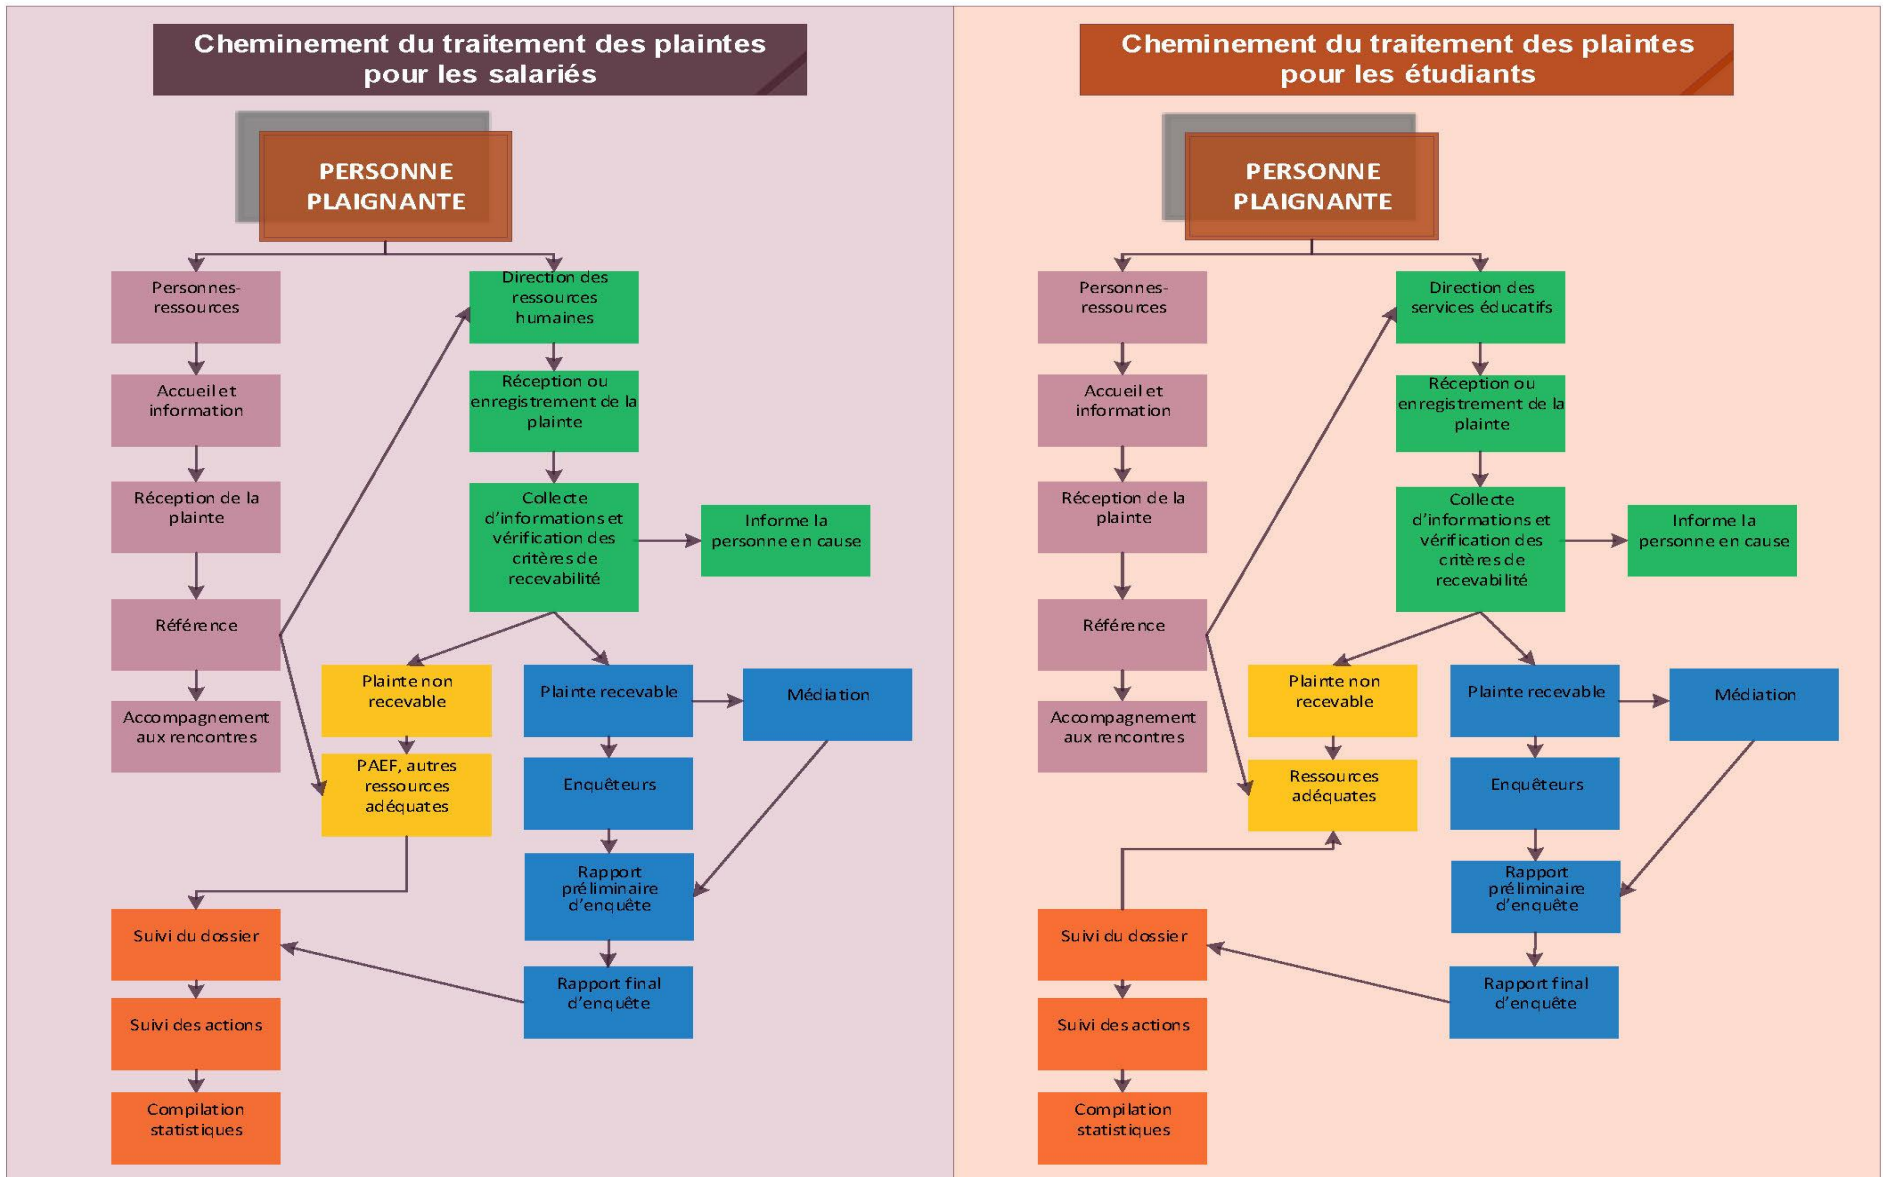 Cheminement du traitement des plaintes
pour les salariés
PERSONNE
PLAIGNANTE
Personnes-
ressources
Accueil et
information
Réception de la
plainte
Référence
Accompagnement
aux rencontres
Direction des
ressources
humaines
Réception ou
enregistrement de la
plainte
Collecte
d’informations et
vérification des
critères de
recevabilité
Informe la
personne en cause
Plainte non
recevable
PAEF, autres
ressources
adéquates
Plainte recevable
Médiation
Enquêteurs
Rapport
préliminaire
d’enquête
Rapport final
d’enquête
Suivi du dossier
Suivi des actions
Compilation
statistiques
Cheminement du traitement des plaintes
pour les étudiants
PERSONNE
PLAIGNANTE
Personnes-
ressources
Accueil et
information
Réception de la
plainte
Référence
Accompagnement
aux rencontres
Direction des
services éducatifs
Réception ou
enregistrement de la
plainte
Collecte
d’informations et
vérification des
critères de
recevabilité
Informe la
personne en cause
Plainte non
recevable
Ressources
adéquates
Plainte recevable
Médiation
Enquêteurs
Rapport
préliminaire
d’enquête
Rapport final
d’enquête
Suivi du dossier
Suivi des actions
Compilation
statistiques